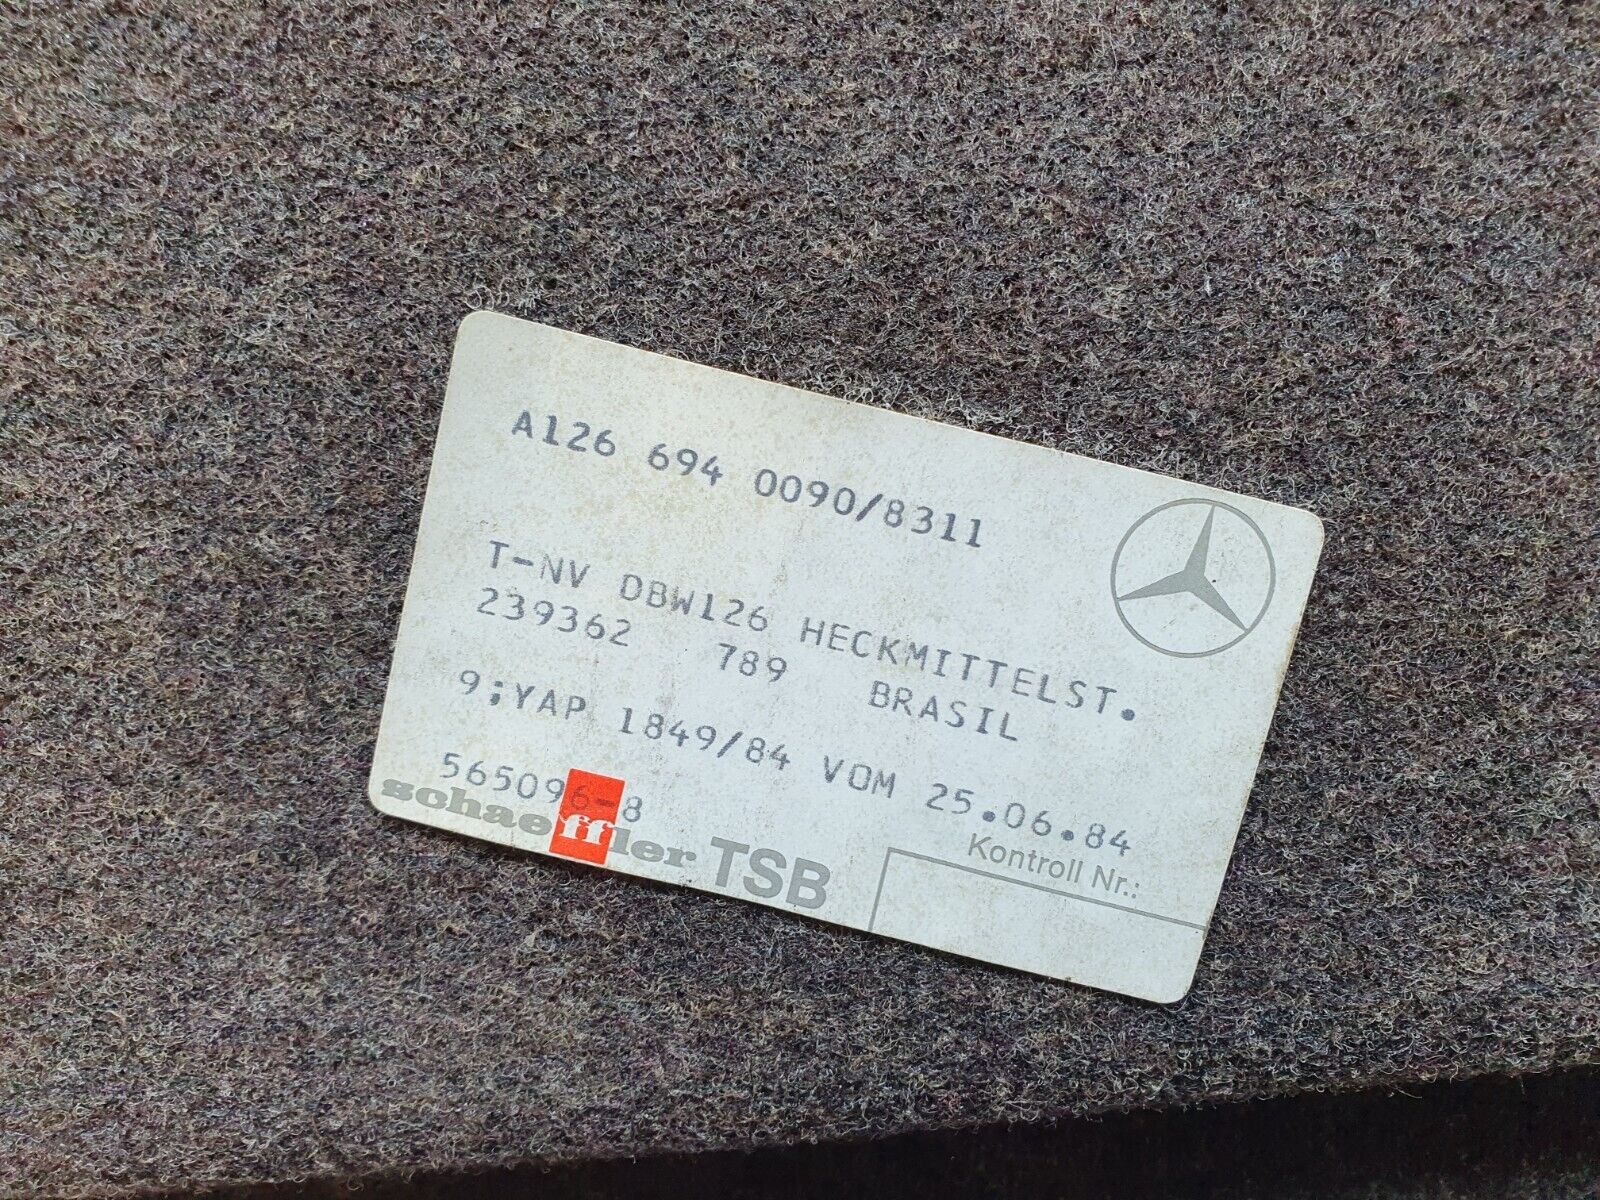 A126 694 0090/8311
T-NV DBW126 HECKMITTELST.
239362 789 BRASIL
9;YAP 1849/84 VOM 25.06.84
565096-8
schaeffler TSB
Kontroll Nr.: